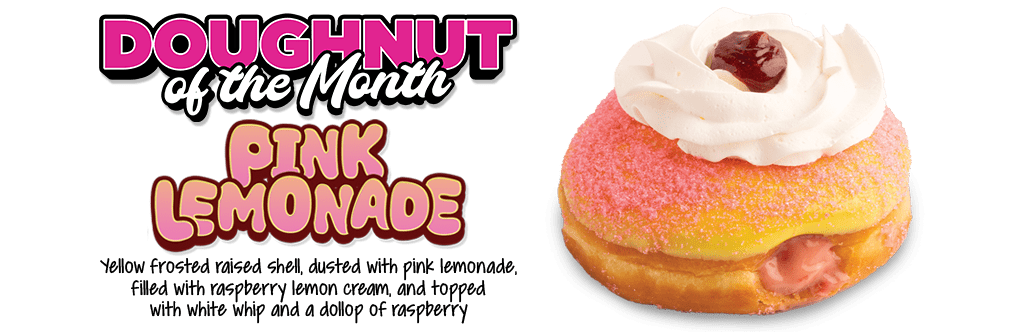 DOUGHNUT
of the Month
PINK
LEMONADE
Yellow frosted raised shell, dusted with pink lemonade,
filled with raspberry lemon cream, and topped
with white whip and a dollop of raspberry